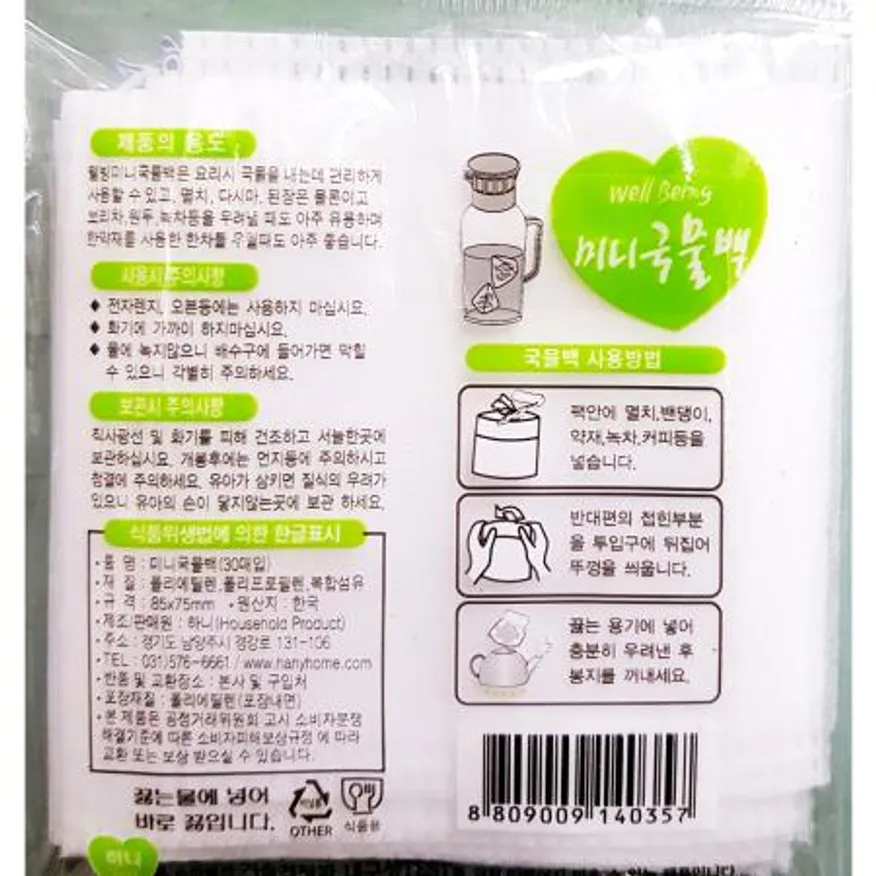 제품의 용도
웰빙미니국물백은 요리시 국물을 내는데 편리하게
사용할 수 있고, 멸치, 다시마, 된장은 물론이고
보리차,원두,녹차등을 우려낼 때도 아주 유용하며
한약재를 사용한 한차를 우릴때도 아주 좋습니다.
사용시 주의사항
◆ 전자렌지, 오븐등에는 사용하지 마십시요.
◆ 화기에 가까이 하지마십시요.
◆ 물에 녹지않으니 배수구에 들어가면 막힐
수 있으니 각별히 주의하세요.
보관시 주의사항
직사광선 및 화기를 피해 건조하고 서늘한곳에
보관하십시요. 개봉후에는 먼지등에 주의하시고
청결에 주의하세요. 유아가 삼키면 질식의 우려가
있으니 유아의 손이 닿지않는곳에 보관 하세요.
식품위생법에 의한 한글표시
•품 명 : 미니국물백(30매입)
•재 질 : 폴리에틸렌,폴리프로필렌,복합섬유
•규 격 : 85x75mm •원산지 : 한국
•제조/판매원 : 하니(Household Product)
•주소 : 경기도 남양주시 경강로 131-106
•TEL : 031)576-6661 / www.hanyhome.com
•반품 및 교환장소 : 본사 및 구입처
•포장재질 : 폴리에틸렌(포장내면)
•본 제품은 공정거래위원회 고시 소비자분쟁
해결기준에 따른 소비자피해보상규정 에 따라
교환 또는 보상 받으실 수 있습니다.
끓는물에 넣어
바로 끓입니다.
OTHER
식품용
미니
Well Being
미니국물백
국물백 사용방법
팩안에 멸치,밴댕이,
약재,녹차,커피등을
넣습니다.
반대편의 접힌부분
을 투입구에 뒤집어
뚜껑을 씌웁니다.
끓는 용기에 넣어
충분히 우려낸 후
봉지를 꺼내세요.
8 809009 140357